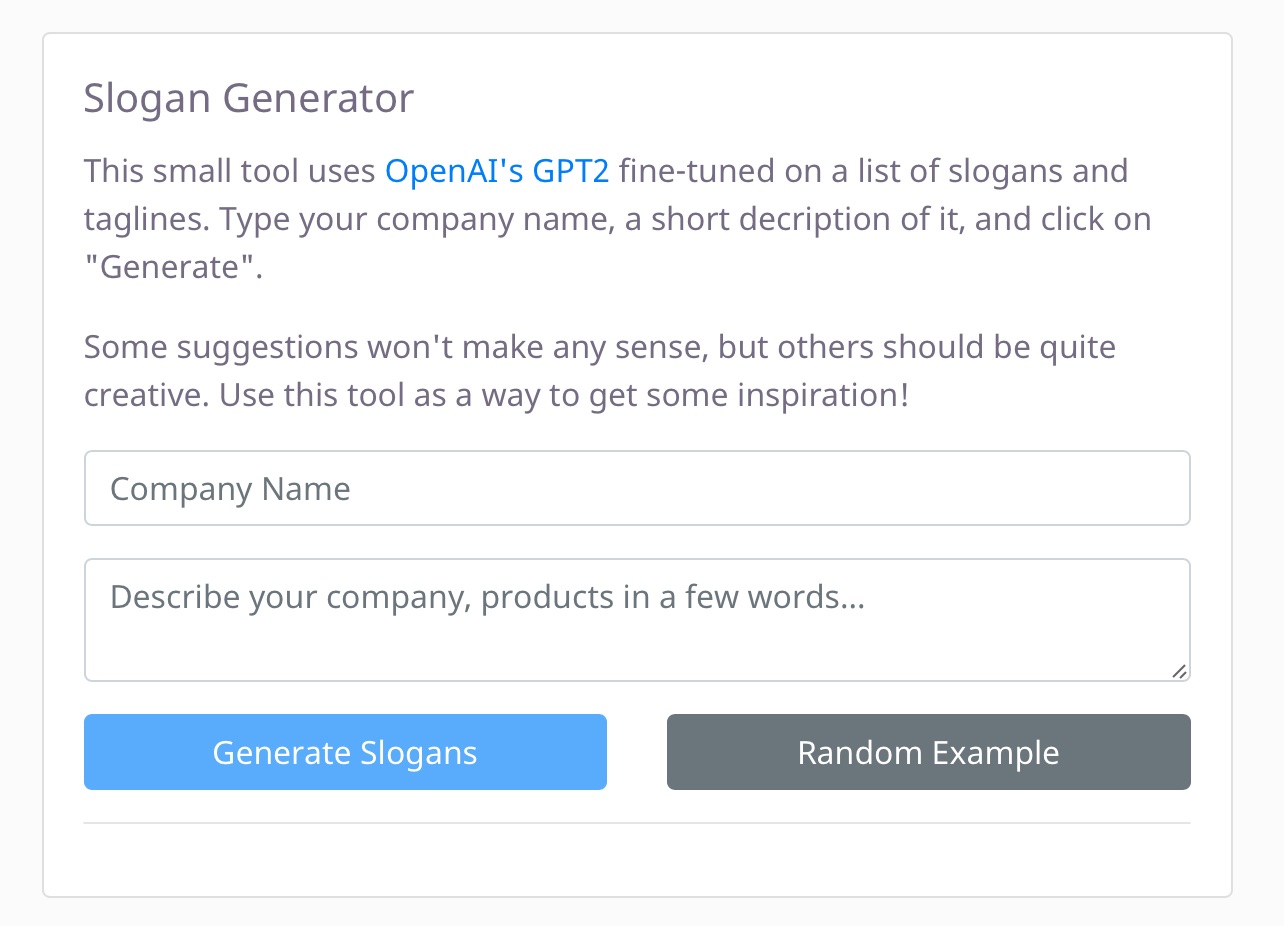 Slogan Generator
This small tool uses OpenAI's GPT2 fine-tuned on a list of slogans and
taglines. Type your company name, a short decription of it, and click on
"Generate".
Some suggestions won't make any sense, but others should be quite
creative. Use this tool as a way to get some inspiration!
Company Name
Describe your company, products in a few words...
Generate Slogans
Random Example